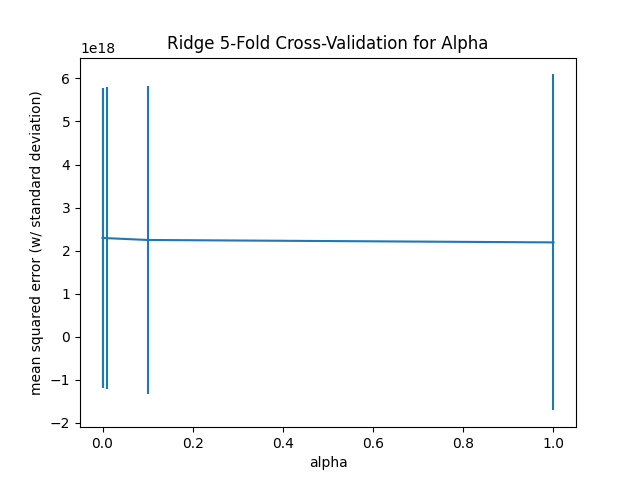 Ridge 5-Fold Cross-Validation for Alpha
1e18
6
5
4
3
2
1
0
−1
−2
mean squared error (w/ standard deviation)
0.0 0.2 0.4 0.6 0.8 1.0
alpha